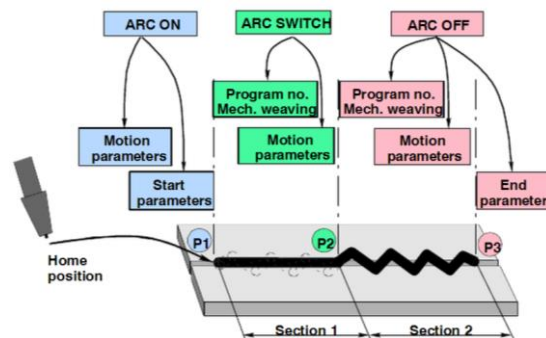 ARC ON
ARC SWITCH
ARC OFF
Program no.
Mech. weaving
Program no.
Mech. weaving
Motion
parameters
Motion
parameters
Motion
parameters
Start
parameters
End
parameter
P1
P2
P3
Home
position
Section 1
Section 2